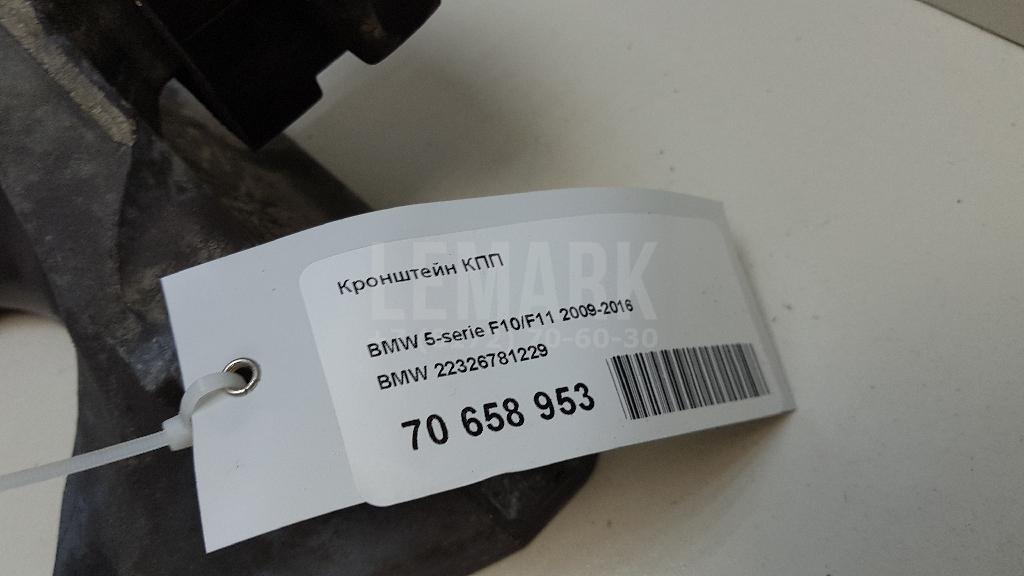 Кронштейн КПП
LEMARK
BMW 5-serie F10/F11 2009-2016
BMW 22326781229
70 658 953